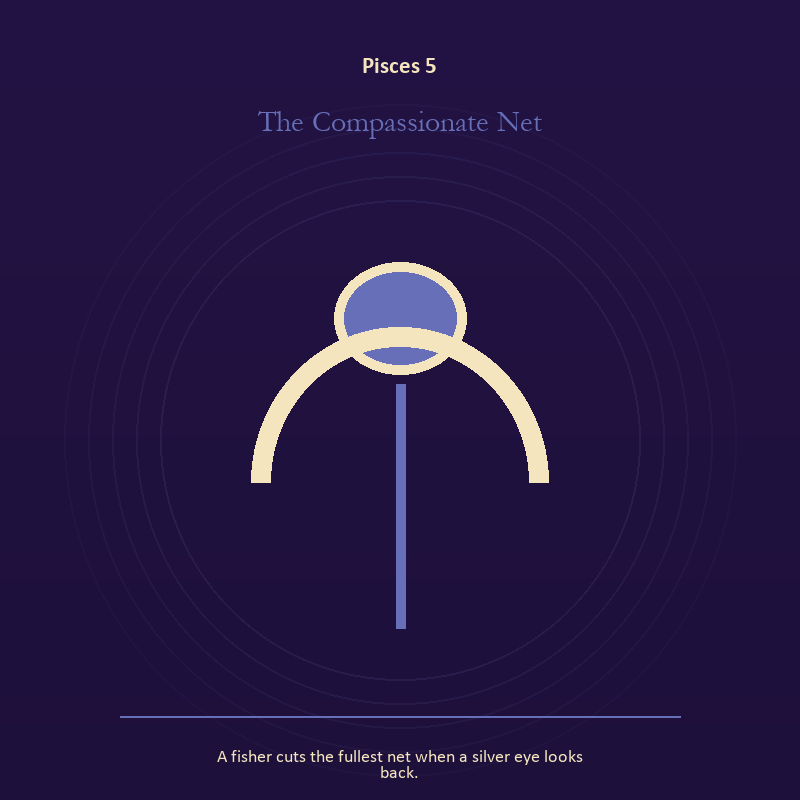 Pisces 5
The Compassionate Net
A fisher cuts the fullest net when a silver eye looks
back.